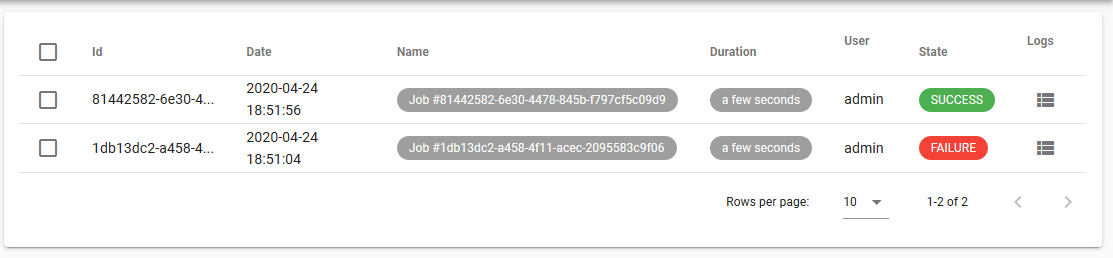 Id Date Name Duration User State Logs
81442582-6e30-4... 2020-04-24 18:51:56 Job #81442582-6e30-4478-845b-f797cf5c09d9 a few seconds admin SUCCESS
1db13dc2-a458-4... 2020-04-24 18:51:04 Job #1db13dc2-a458-4f11-acec-2095583c9f06 a few seconds admin FAILURE
Rows per page: 10 1-2 of 2